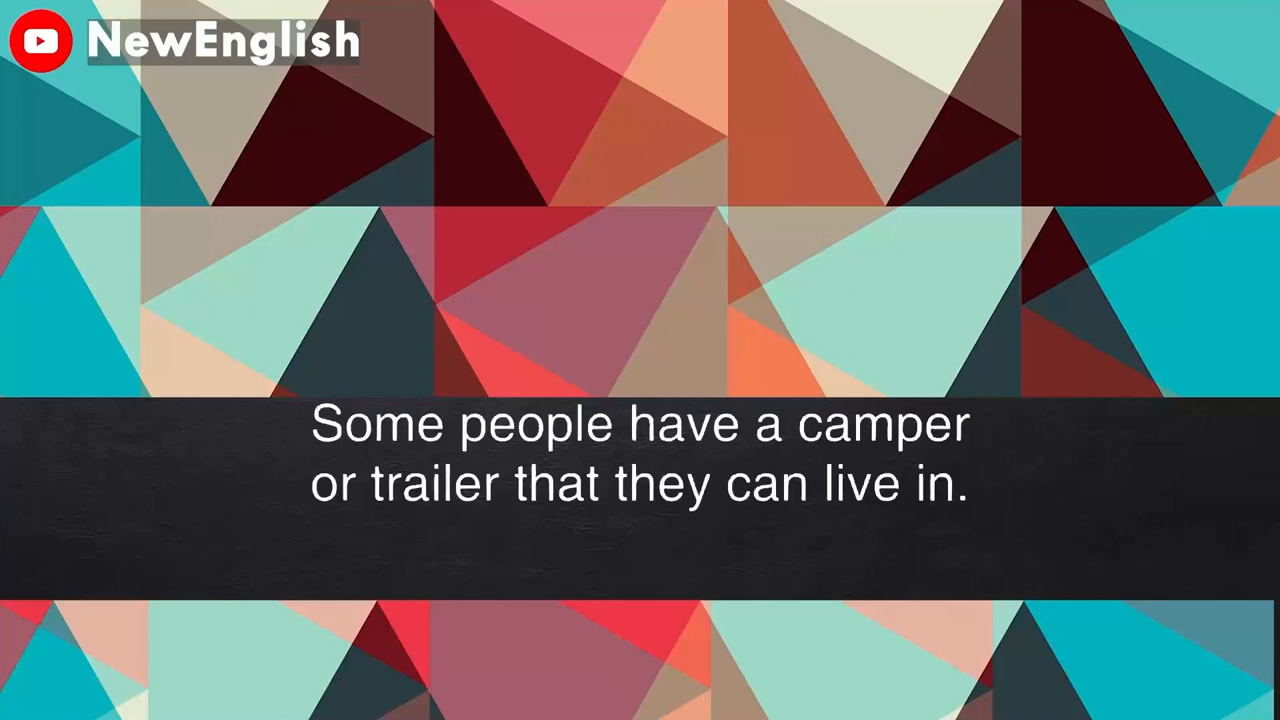 NewEnglish
Some people have a camper
or trailer that they can live in.